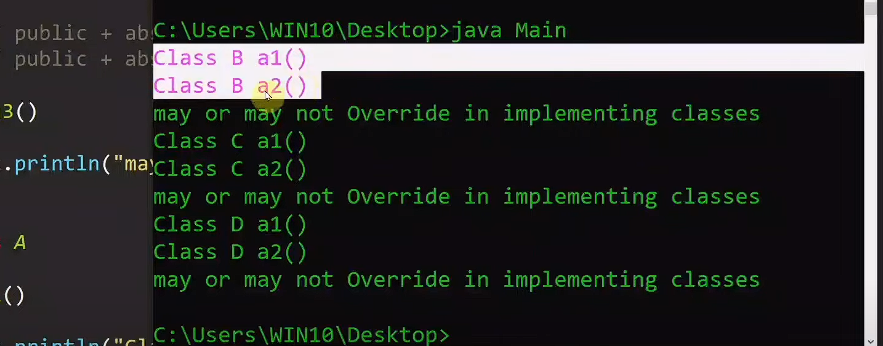 C:\Users\WIN10\Desktop>java Main
public + abs
public + abs
Class B a1()
Class B a2()
3()
may or may not Override in implementing classes
Class C a1()
.println("may
Class C a2()
may or may not Override in implementing classes
Class D a1()
A
Class D a2()
may or may not Override in implementing classes
()
C:\Users\WIN10\Desktop>
println("Cl